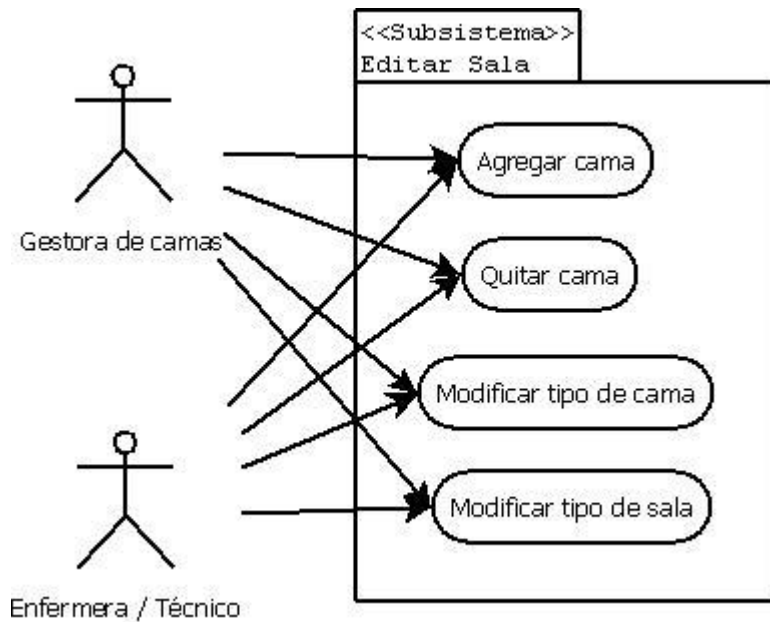 <<Subsistema>>
Editar Sala
Agregar cama
Gestora de camas
Quitar cama
Modificar tipo de cama
Modificar tipo de sala
Enfermera / Técnico